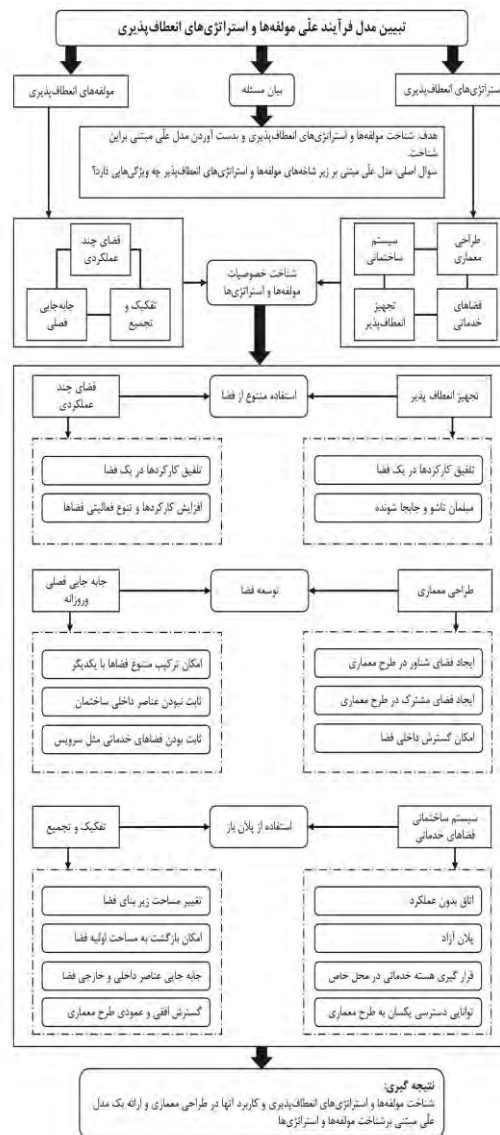 تبیین مدل فرآیند علّی مولفه‌ها و استراتژی‌های انعطاف‌پذیری
استراتژی‌های انعطاف‌پذیری
بیان مسئله
مولفه‌های انعطاف‌پذیری
هدف، شناخت مولفه‌ها و استراتژی‌های انعطاف‌پذیری و بدست آوردن مدل علّی مبتنی براین
شناخت.
سوال اصلی، مدل علّی مبتنی بر زیر شاخه‌های مولفه‌ها و استراتژی‌های انعطاف‌پذیر چه ویژگی‌هایی دارد؟
طراحی
معماری
سیستم
ساختمانی
فضاهای
خدماتی
تجهیز
انعطاف‌پذیر
شناخت خصوصیات
مولفه‌ها و استراتژی‌ها
فضای چند
عملکردی
تفکیک و
تجمیع
جابه‌جایی
فصلی
تجهیز انعطاف پذیر
استفاده متنوع از فضا
فضای چند
عملکردی
تلفیق کارکردها در یک فضا
مبلمان تاشو و جابجا شونده
تلفیق کارکردها در یک فضا
افزایش کارکردها و تنوع فعالیتی فضاها
طراحی معماری
توسعه فضا
جابه جایی فصلی
وروزانه
ایجاد فضای شناور در طرح معماری
ایجاد فضای مشترک در طرح معماری
امکان گسترش داخلی فضا
امکان ترکیب متنوع فضاها با یکدیگر
ثابت نبودن عناصر داخلی ساختمان
ثابت بودن فضاهای خدماتی مثل سرویس
سیستم ساختمانی
فضاهای خدماتی
استفاده از پلان باز
تفکیک و تجمیع
اتاق بدون عملکرد
پلان آزاد
قرار گیری هسته خدماتی در محل خاص
توانایی دسترسی یکسان به طرح معماری
تغییر مساحت زیر بنای فضا
امکان بازگشت به مساحت اولیه فضا
جابه جایی عناصر داخلی و خارجی فضا
گسترش افقی و عمودی طرح معماری
نتیجه گیری:
شناخت مولفه‌ها و استراتژی‌های انعطاف‌پذیری و کاربرد آنها در طراحی معماری و ارائه یک مدل
علّی مبتنی برشناخت مولفه‌ها و استراتژی‌ها